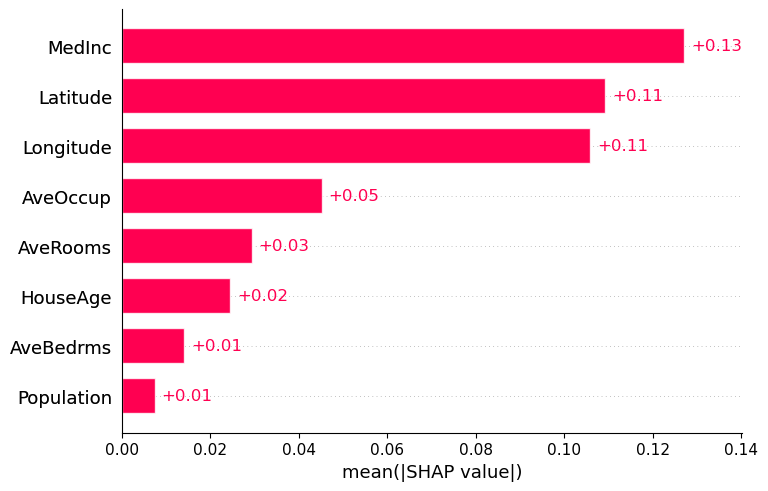 MedInc +0.13
Latitude +0.11
Longitude +0.11
AveOccup +0.05
AveRooms +0.03
HouseAge +0.02
AveBedrms +0.01
Population +0.01
0.00 0.02 0.04 0.06 0.08 0.10 0.12 0.14
mean(|SHAP value|)